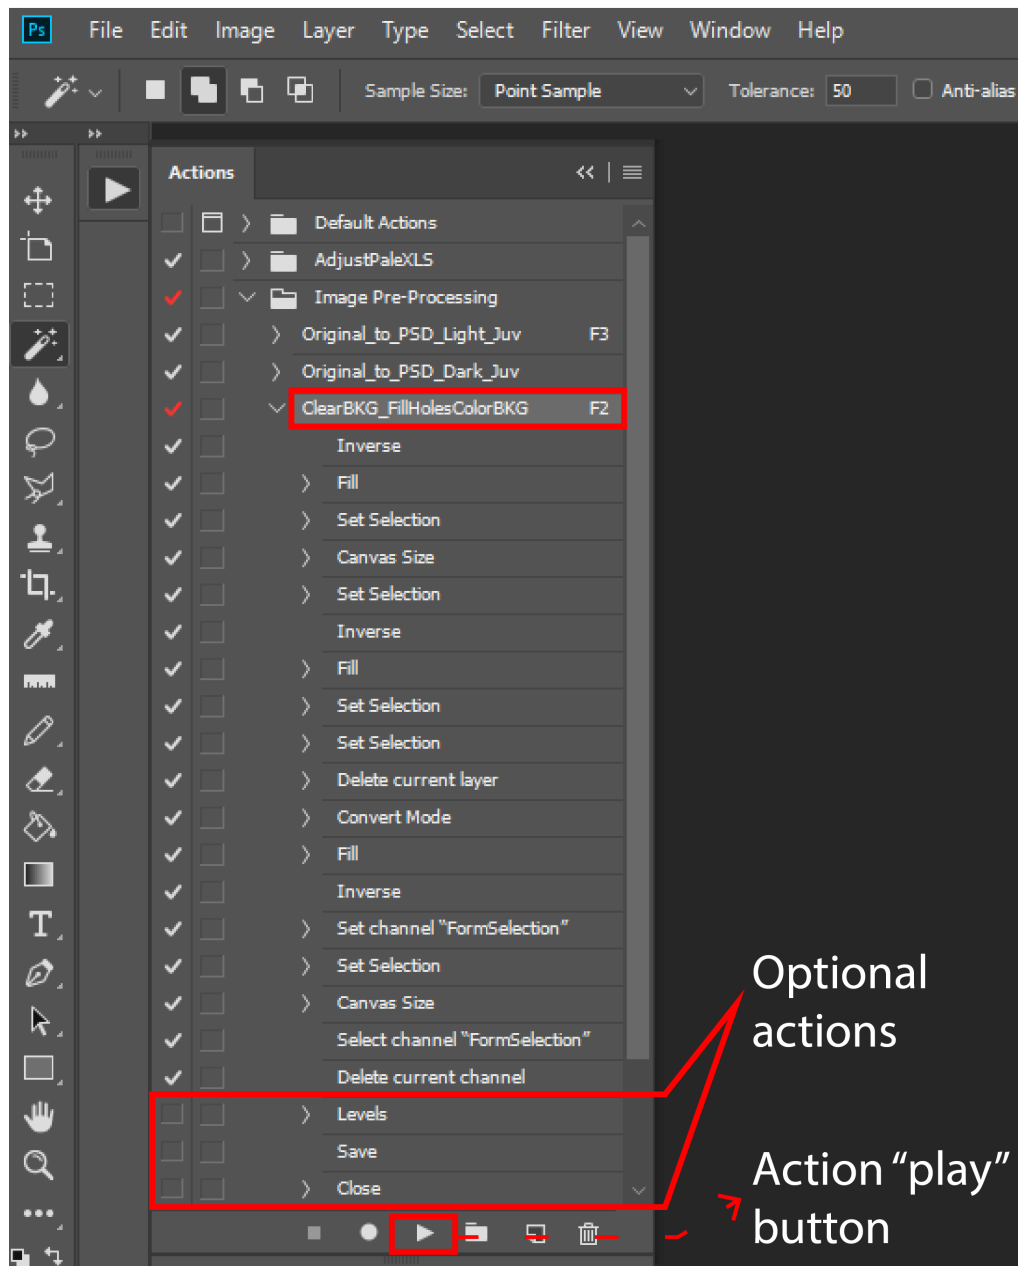 Ps File Edit Image Layer Type Select Filter View Window Help
Sample Size: Point Sample Tolerance: 50 Anti-alias
Actions
Default Actions
AdjustPaleXLS
Image Pre-Processing
Original_to_PSD_Light_Juv F3
Original_to_PSD_Dark_Juv
ClearBKG_FillHolesColorBKG F2
Inverse
Fill
Set Selection
Canvas Size
Set Selection
Inverse
Fill
Set Selection
Set Selection
Delete current layer
Convert Mode
Fill
Inverse
Set channel “FormSelection”
Set Selection
Canvas Size
Select channel “FormSelection”
Delete current channel
Levels
Save
Close
Optional
actions
Action “play”
button